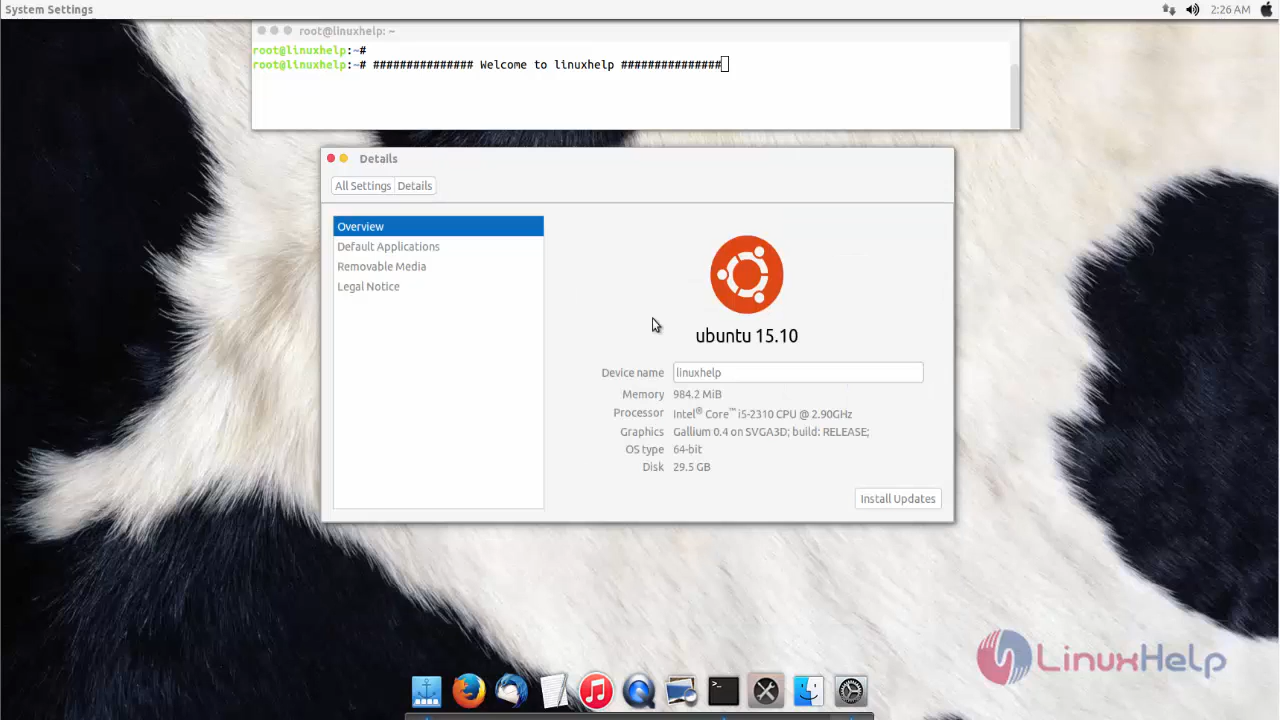 System Settings
2:26 AM
root@linuxhelp: ~
root@linuxhelp:~#
root@linuxhelp:~# ############### Welcome to linuxhelp ###############
Details
All Settings Details
Overview
Default Applications
Removable Media
Legal Notice
ubuntu 15.10
Device name linuxhelp
Memory 984.2 MiB
Processor Intel® Core™ i5-2310 CPU @ 2.90GHz
Graphics Gallium 0.4 on SVGA3D; build: RELEASE;
OS type 64-bit
Disk 29.5 GB
Install Updates
LinuxHelp
>_